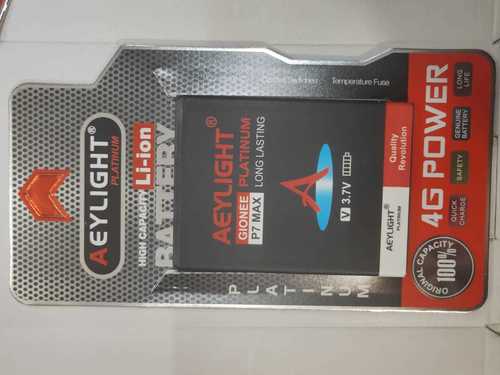 AEYLIGHT®
PLATINUM
HIGH CAPACITY Li-ion
BATTERY
Temperature Fuse
AEYLIGHT
GIONEE PLATINUM
P7 MAX LONG LASTING
A
V 3.7V
Quality
Revolution
AEYLIGHT®
PLATINUM
PLATINUM
4G POWER
QUICK
CHARGE
SAFETY
GENUINE
BATTERY
LONG
LIFE
ORIGINAL CAPACITY
100%